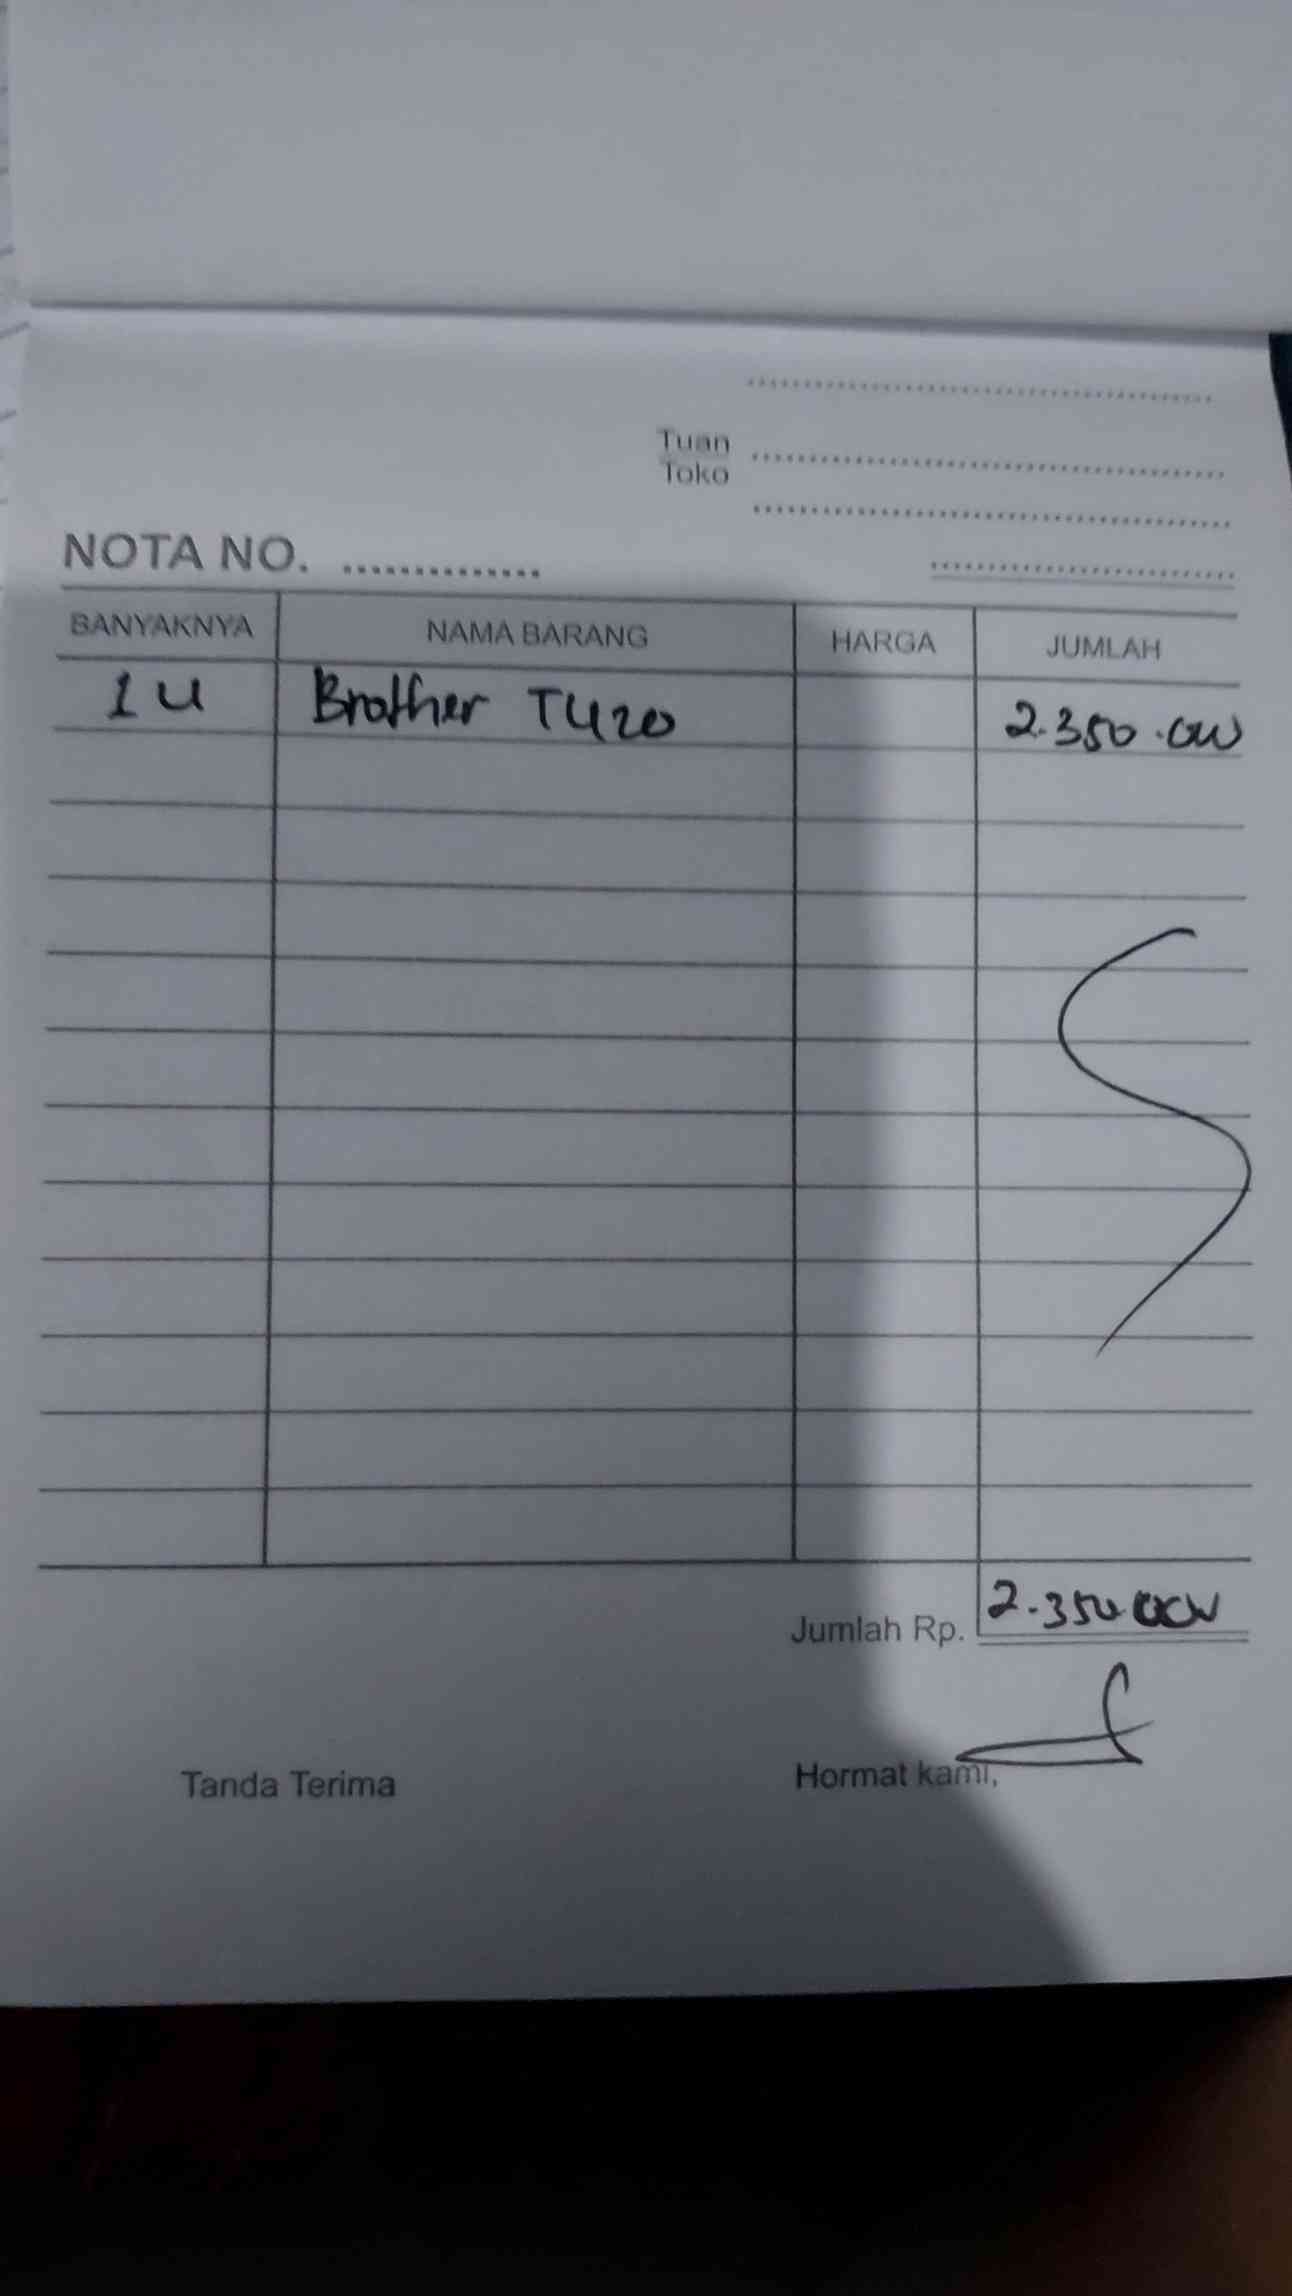 Tuan
Toko
NOTA NO.
BANYAKNYA NAMA BARANG HARGA JUMLAH
1 U Brother T420 2.350.000
Jumlah Rp. 2.350.000
Tanda Terima Hormat kami,